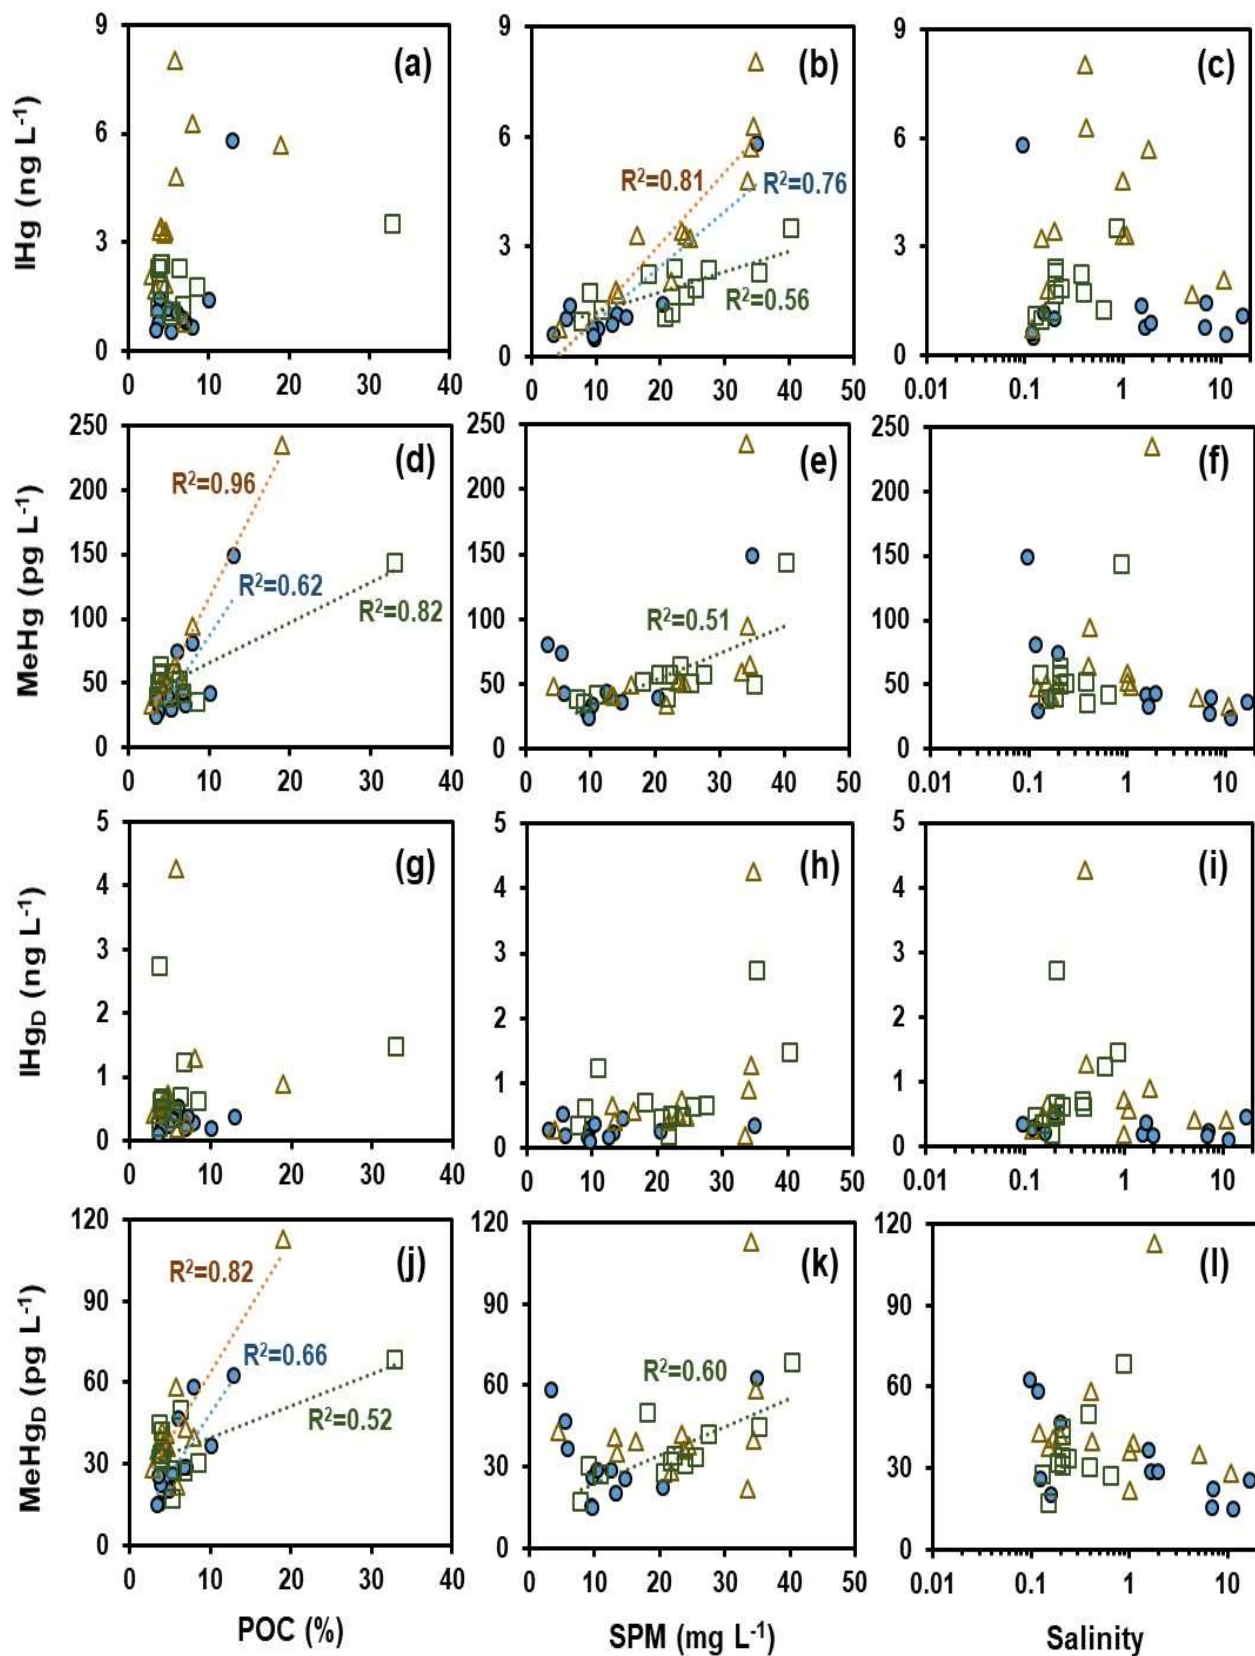 IHg (ng L⁻¹)
9
6
3
0
(a)
0 10 20 30 40
9
6
3
0
(b)
R²=0.81
R²=0.76
R²=0.56
0 10 20 30 40 50
9
6
3
0
(c)
0.01 0.1 1 10
MeHg (pg L⁻¹)
250
200
150
100
50
0
(d)
R²=0.96
R²=0.62
R²=0.82
0 10 20 30 40
250
200
150
100
50
0
(e)
R²=0.51
0 10 20 30 40 50
250
200
150
100
50
0
(f)
0.01 0.1 1 10
IHg_D (ng L⁻¹)
5
4
3
2
1
0
(g)
0 10 20 30 40
5
4
3
2
1
0
(h)
0 10 20 30 40 50
5
4
3
2
1
0
(i)
0.01 0.1 1 10
MeHg_D (pg L⁻¹)
120
90
60
30
0
(j)
R²=0.82
R²=0.66
R²=0.52
0 10 20 30 40
POC (%)
120
90
60
30
0
(k)
R²=0.60
0 10 20 30 40 50
SPM (mg L⁻¹)
120
90
60
30
0
(l)
0.01 0.1 1 10
Salinity